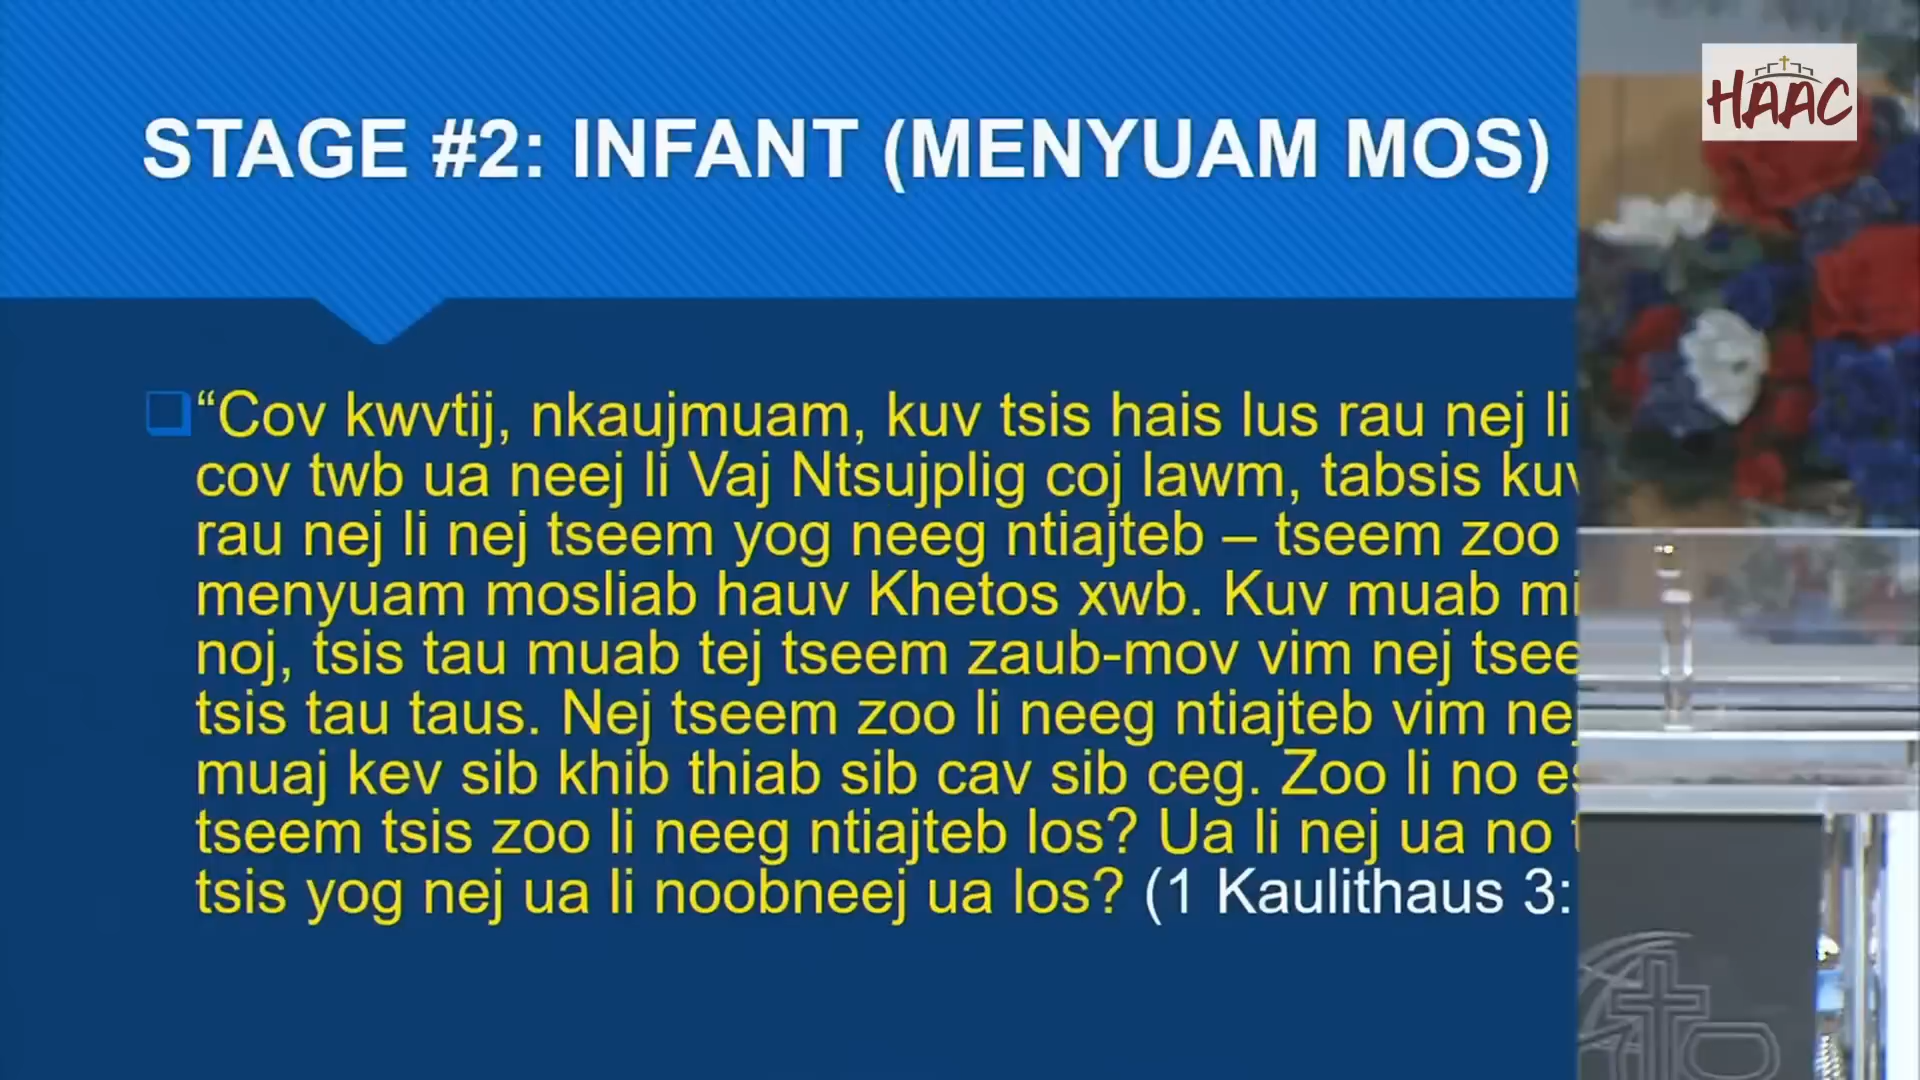 HAAC
STAGE #2: INFANT (MENYUAM MOS)
“Cov kwvtij, nkaujmuam, kuv tsis hais lus rau nej li
cov twb ua neej li Vaj Ntsujplig coj lawm, tabsis
rau nej li nej tseem yog neeg ntiajteb – tseem zoo
menyuam mosliab hauv Khetos xwb. Kuv muab
noj, tsis tau muab tej tseem zaub-mov vim nej
tsis tau taus. Nej tseem zoo li neeg ntiajteb vim
muaj kev sib khib thiab sib cav sib ceg. Zoo li no
tseem tsis zoo li neeg ntiajteb los? Ua li nej ua no
tsis yog nej ua li noobneej ua los? (1 Kaulithaus 3: